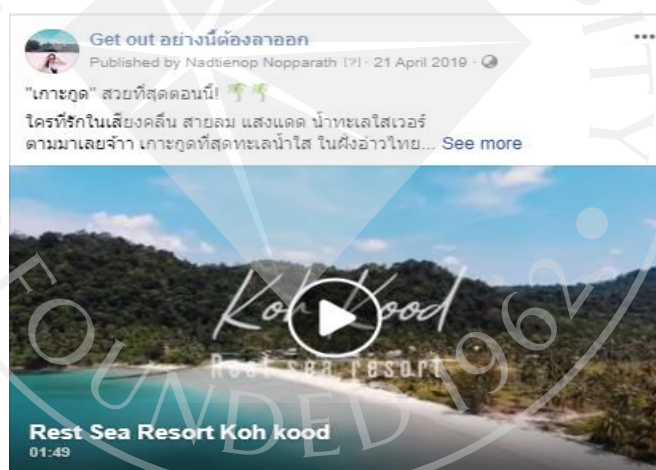 Get out อย่างนี้ต้องลาออก
Published by Nadtienop Nopparath [?] · 21 April 2019 ·
"เกาะกูด" สวยที่สุดตอนนี้! 🌴 🌴
ใครที่รักในเสียงคลื่น สายลม แสงแดด น้ำทะเลใสเวอร์
ตามมาเลยจ้าา เกาะกูดที่สุดทะเลน้ำใส ในฝั่งอ่าวไทย... See more
Koh Kood
Rest sea resort
Rest Sea Resort Koh kood
01:49
FOUNDED 1962
ITY